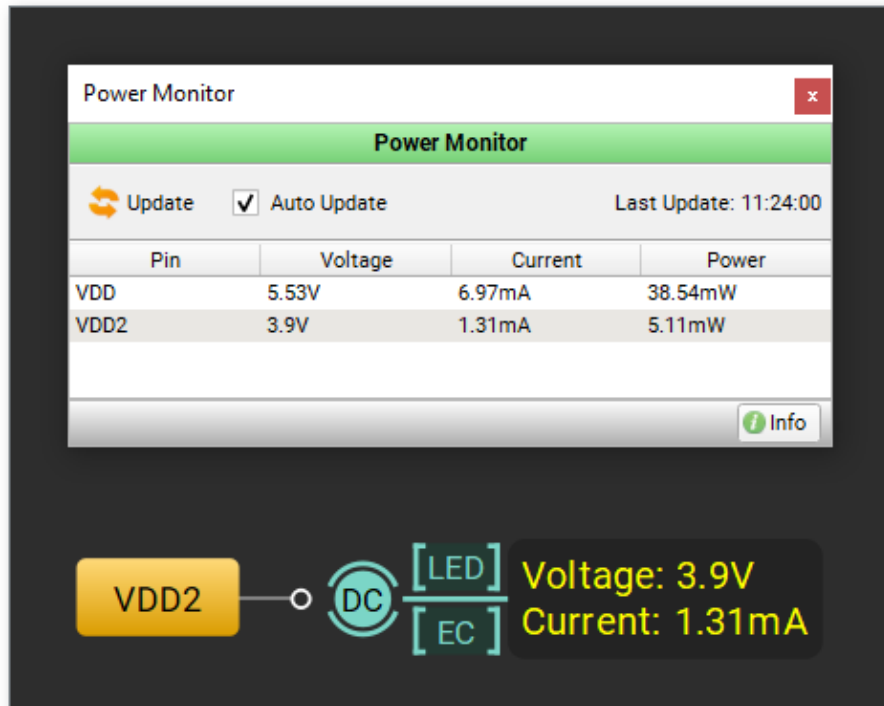 Power Monitor
x
Power Monitor
Update Auto Update Last Update: 11:24:00
Pin Voltage Current Power
VDD 5.53V 6.97mA 38.54mW
VDD2 3.9V 1.31mA 5.11mW
i Info
VDD2 DC [LED] [EC] Voltage: 3.9V
Current: 1.31mA